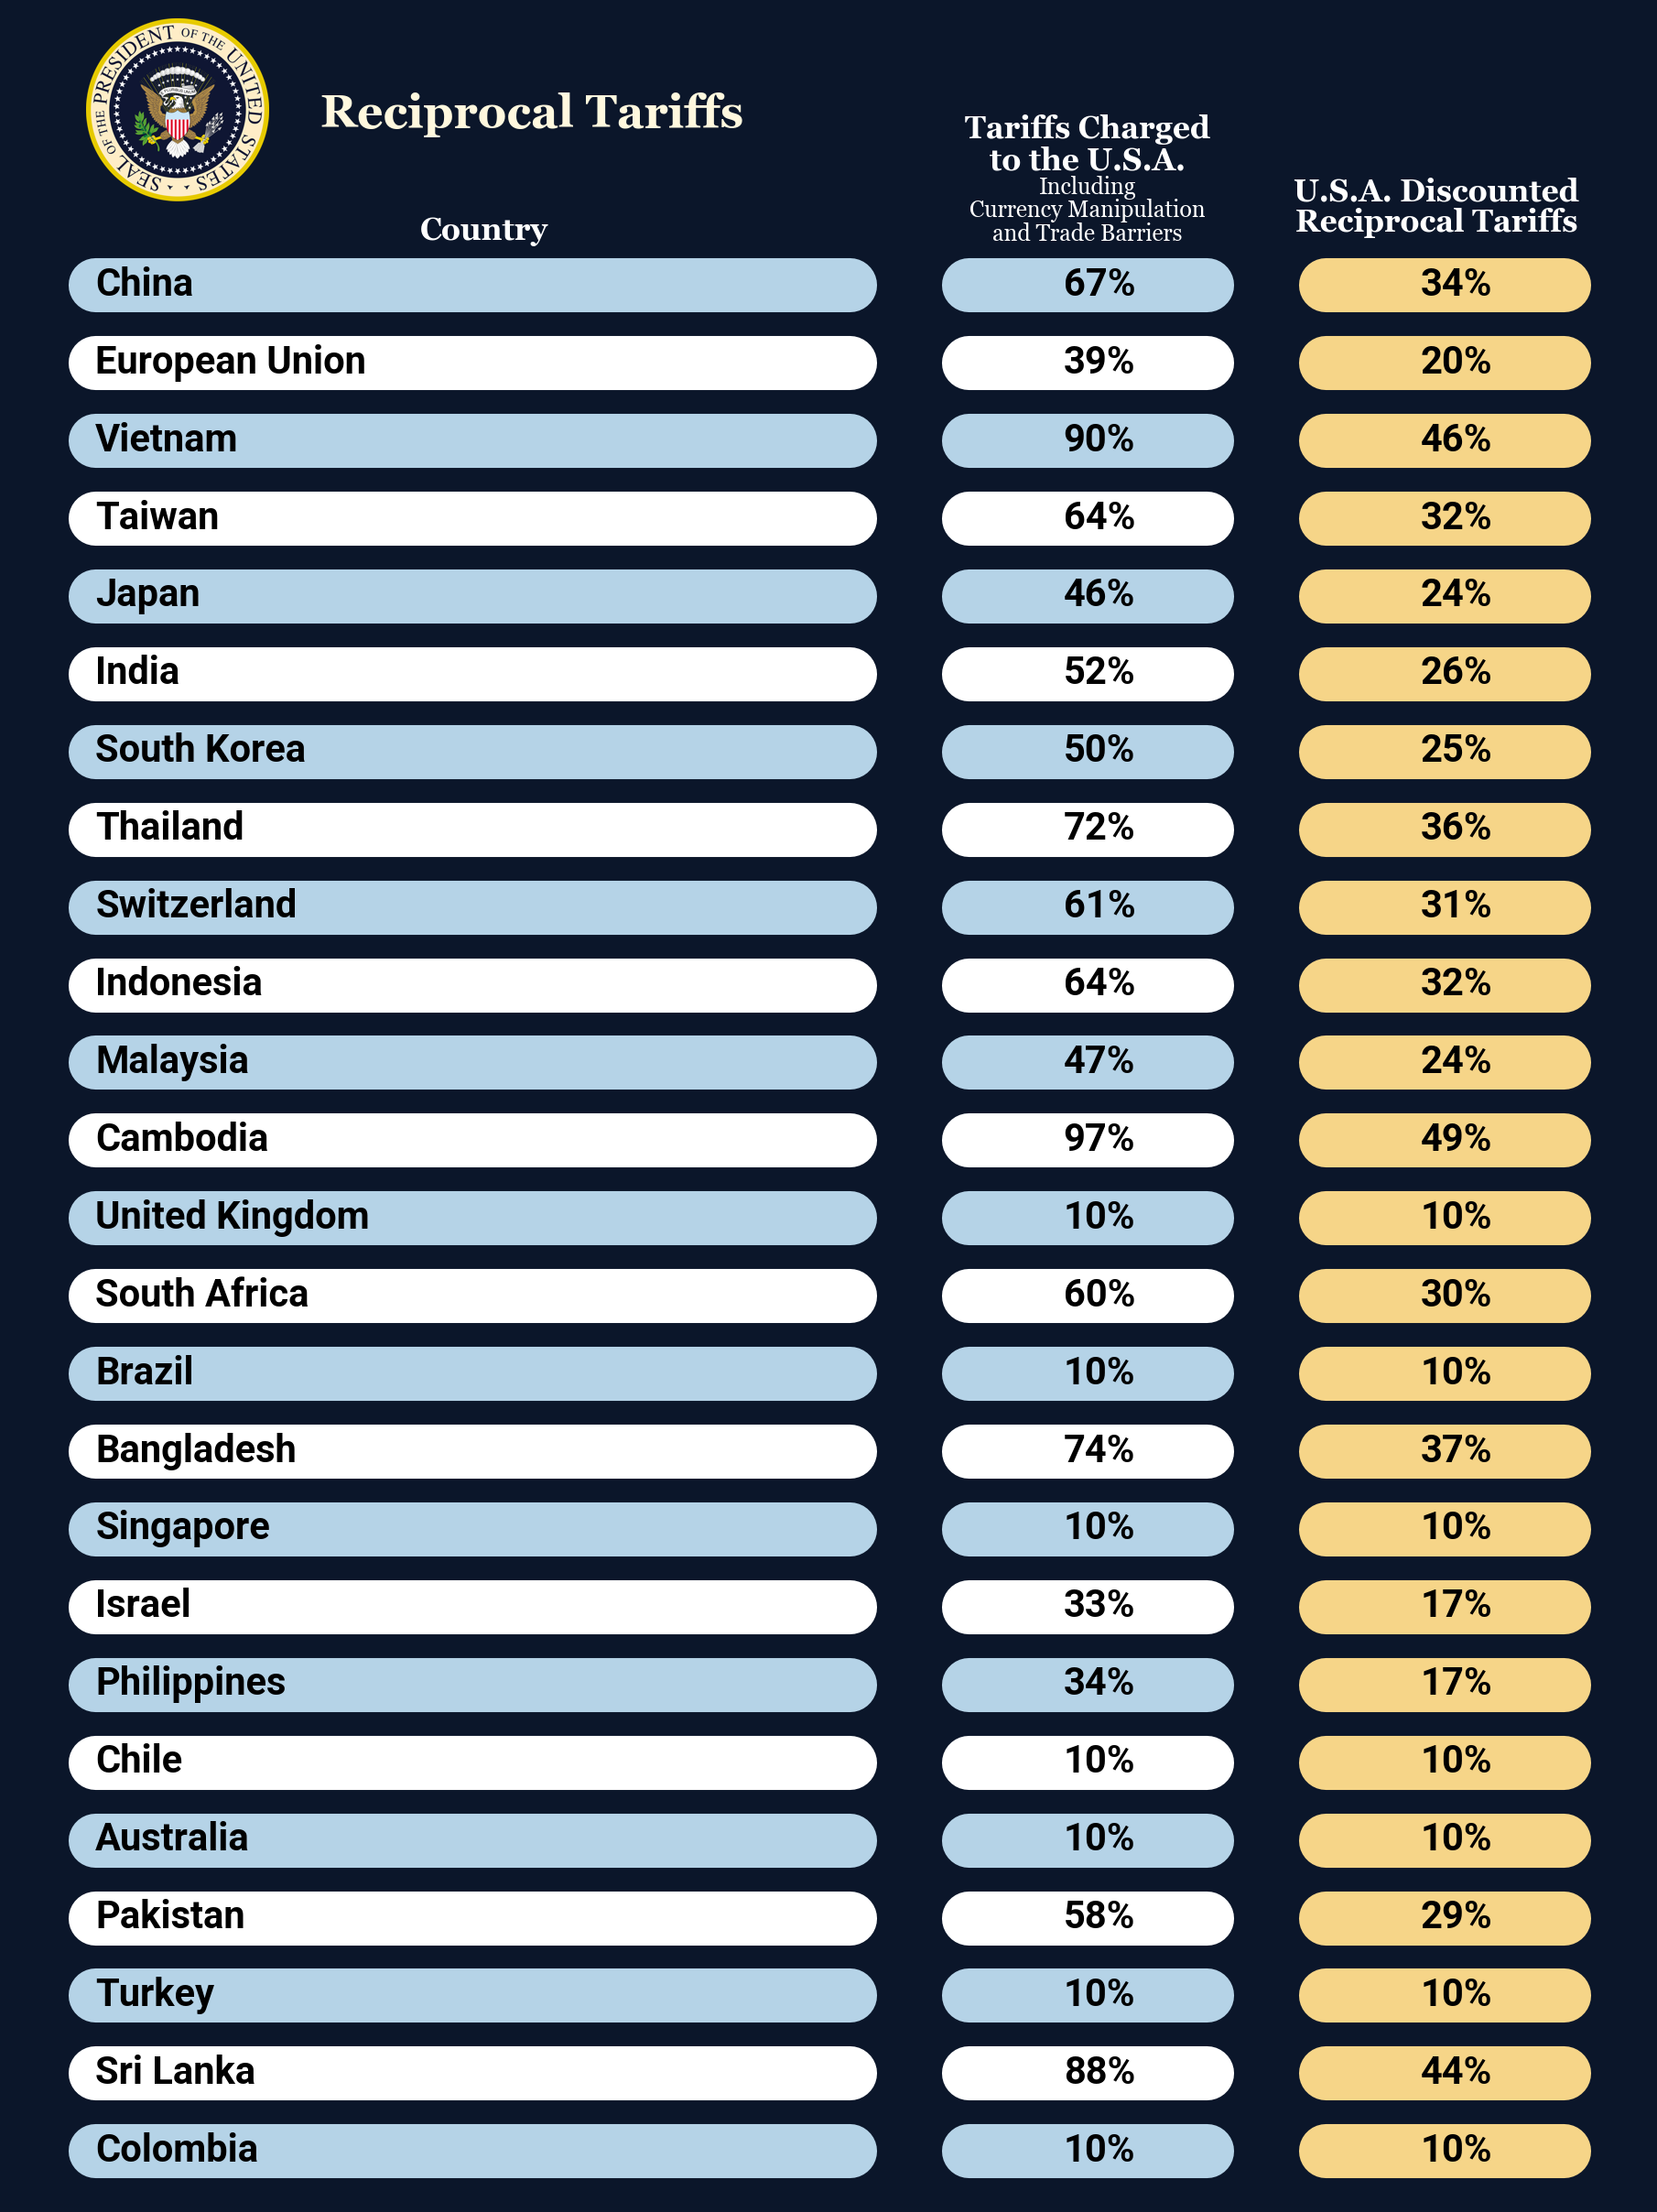 SEAL OF THE PRESIDENT OF THE UNITED STATES
Reciprocal Tariffs
Country
Tariffs Charged
to the U.S.A.
Including
Currency Manipulation
and Trade Barriers
U.S.A. Discounted
Reciprocal Tariffs
China 67% 34%
European Union 39% 20%
Vietnam 90% 46%
Taiwan 64% 32%
Japan 46% 24%
India 52% 26%
South Korea 50% 25%
Thailand 72% 36%
Switzerland 61% 31%
Indonesia 64% 32%
Malaysia 47% 24%
Cambodia 97% 49%
United Kingdom 10% 10%
South Africa 60% 30%
Brazil 10% 10%
Bangladesh 74% 37%
Singapore 10% 10%
Israel 33% 17%
Philippines 34% 17%
Chile 10% 10%
Australia 10% 10%
Pakistan 58% 29%
Turkey 10% 10%
Sri Lanka 88% 44%
Colombia 10% 10%